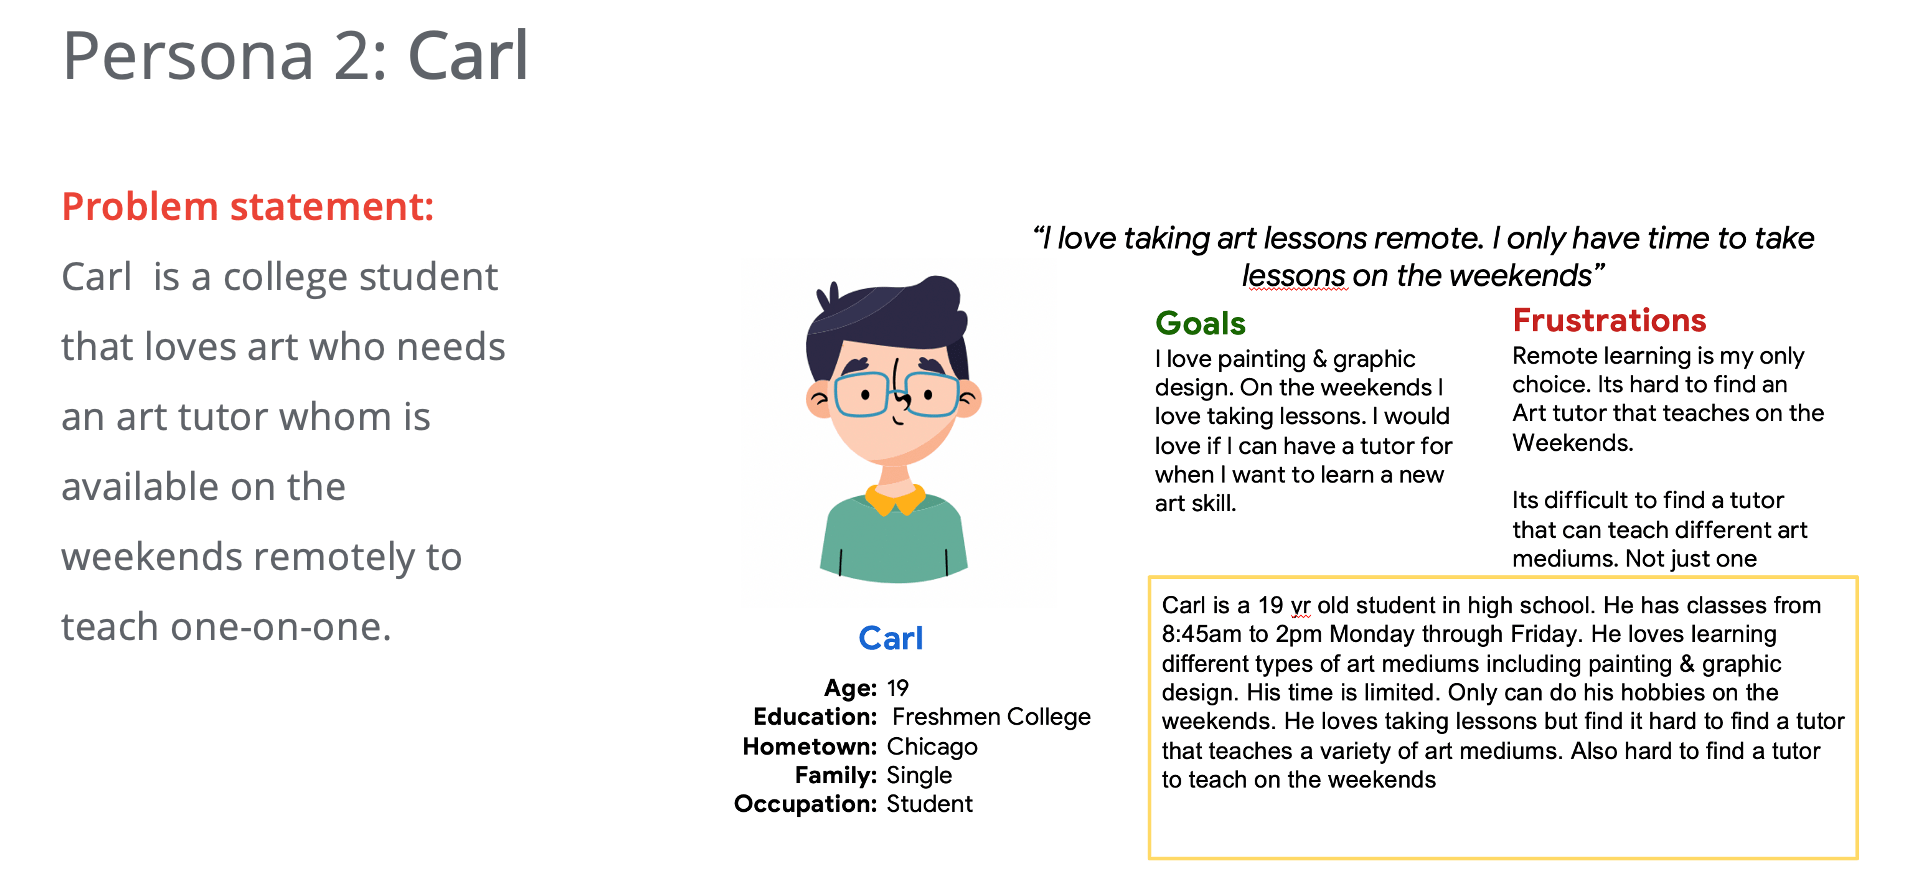 Persona 2: Carl
Problem statement:
Carl  is a college student
that loves art who needs
an art tutor whom is
available on the
weekends remotely to
teach one-on-one.
“I love taking art lessons remote. I only have time to take
lessons on the weekends”
Goals
I love painting & graphic
design. On the weekends I
love taking lessons. I would
love if I can have a tutor for
when I want to learn a new
art skill.
Frustrations
Remote learning is my only
choice. Its hard to find an
Art tutor that teaches on the
Weekends.
Its difficult to find a tutor
that can teach different art
mediums. Not just one
Carl
Age: 19
Education: Freshmen College
Hometown: Chicago
Family: Single
Occupation: Student
Carl is a 19 yr old student in high school. He has classes from
8:45am to 2pm Monday through Friday. He loves learning
different types of art mediums including painting & graphic
design. His time is limited. Only can do his hobbies on the
weekends. He loves taking lessons but find it hard to find a tutor
that teaches a variety of art mediums. Also hard to find a tutor
to teach on the weekends